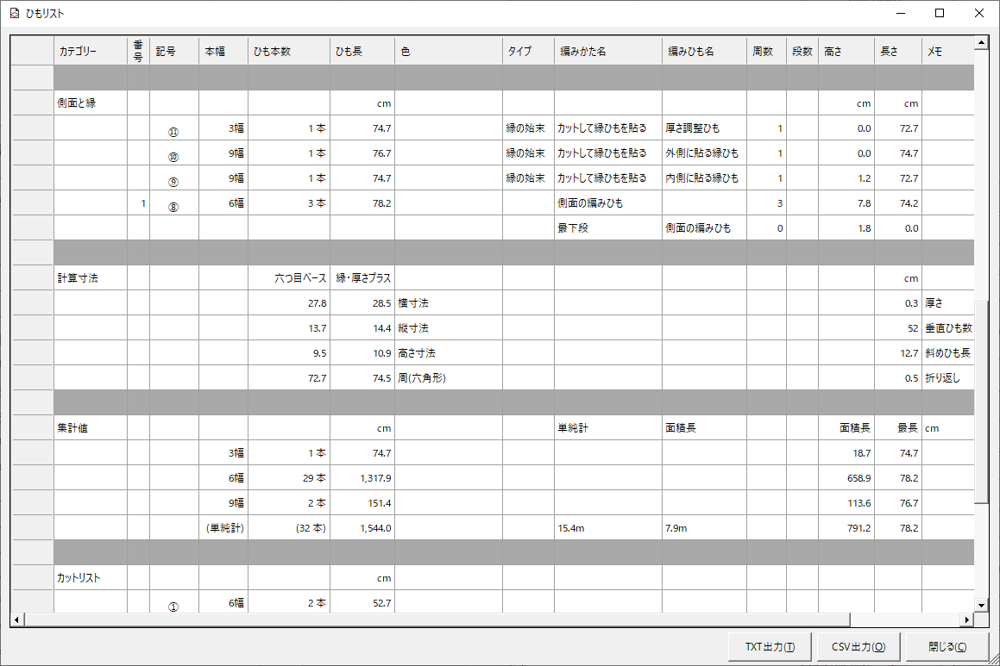 ひもリスト
カテゴリー 番号 記号 本幅 ひも本数 ひも長 色 タイプ 編みかた名 編みひも名 周数 段数 高さ 長さ メモ
側面と縁 cm cm cm
⑪ 3幅 1 本 74.7 縁の始末 カットして縁ひもを貼る 厚さ調整ひも 1 0.0 72.7
⑩ 9幅 1 本 76.7 縁の始末 カットして縁ひもを貼る 外側に貼る縁ひも 1 0.0 74.7
⑨ 9幅 1 本 74.7 縁の始末 カットして縁ひもを貼る 内側に貼る縁ひも 1 1.2 72.7
1 ⑧ 6幅 3 本 78.2 側面の編みひも 3 7.8 74.2
最下段 側面の編みひも 0 1.8 0.0
計算寸法 六つ目ベース 縁・厚さプラス cm
27.8 28.5 横寸法 0.3 厚さ
13.7 14.4 縦寸法 52 垂直ひも数
9.5 10.9 高さ寸法 12.7 斜めひも長
72.7 74.5 周(六角形) 0.5 折り返し
集計値 cm 単純計 面積長 面積長 最長 cm
3幅 1 本 74.7 18.7 74.7
6幅 29 本 1,317.9 658.9 78.2
9幅 2 本 151.4 113.6 76.7
(単純計) (32 本) 1,544.0 15.4m 7.9m 791.2 78.2
カットリスト cm
① 6幅 2 本 52.7
TXT出力(T) CSV出力(O) 閉じる(C)